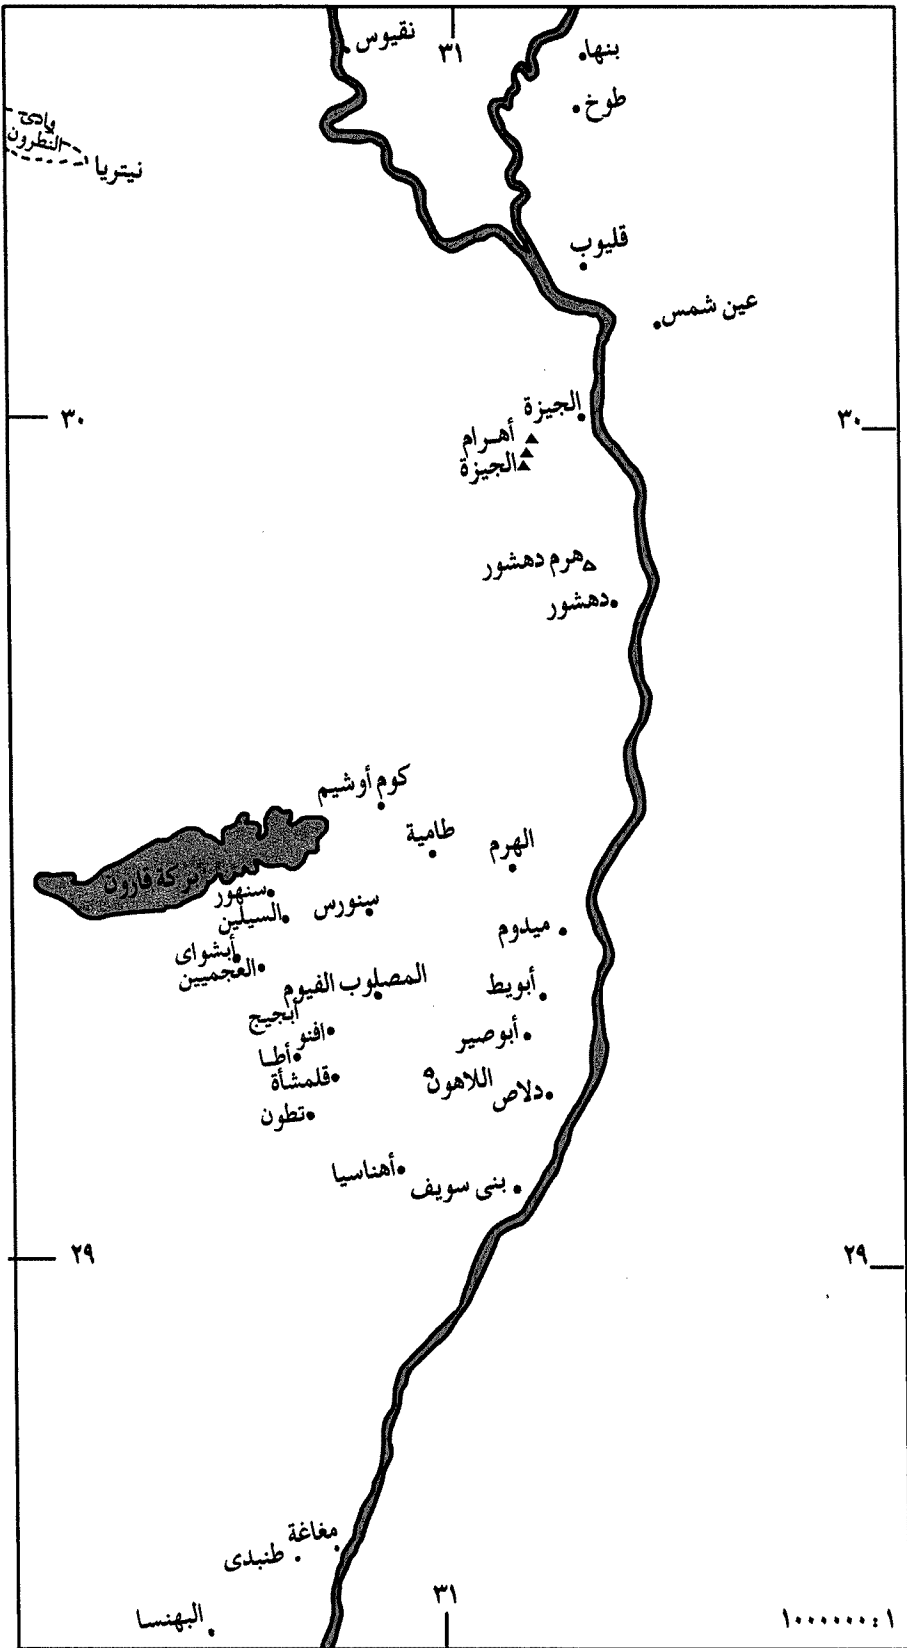 نقيوس
٣١
بنها
طوخ
وادى
النطرون
نيتريا
قليوب
عين شمس
٣٠
٣٠
الجيزة
أهرام
الجيزة
هرم دهشور
دهشور
كوم أوشيم
طامية
الهرم
بركة قارون
سنهور
السيلين
سنورس
ميدوم
أبشواى
العجميين
المصلوب
الفيوم
أبويط
أبجيج
افنو
أبوصير
أطسا
قلمشأة
اللاهون
دلاص
تطون
أهناسيا
بنى سويف
٢٩
٢٩
مغاغة
طنبدى
البهنسا
٣١
١٠٠٠٠٠٠:١